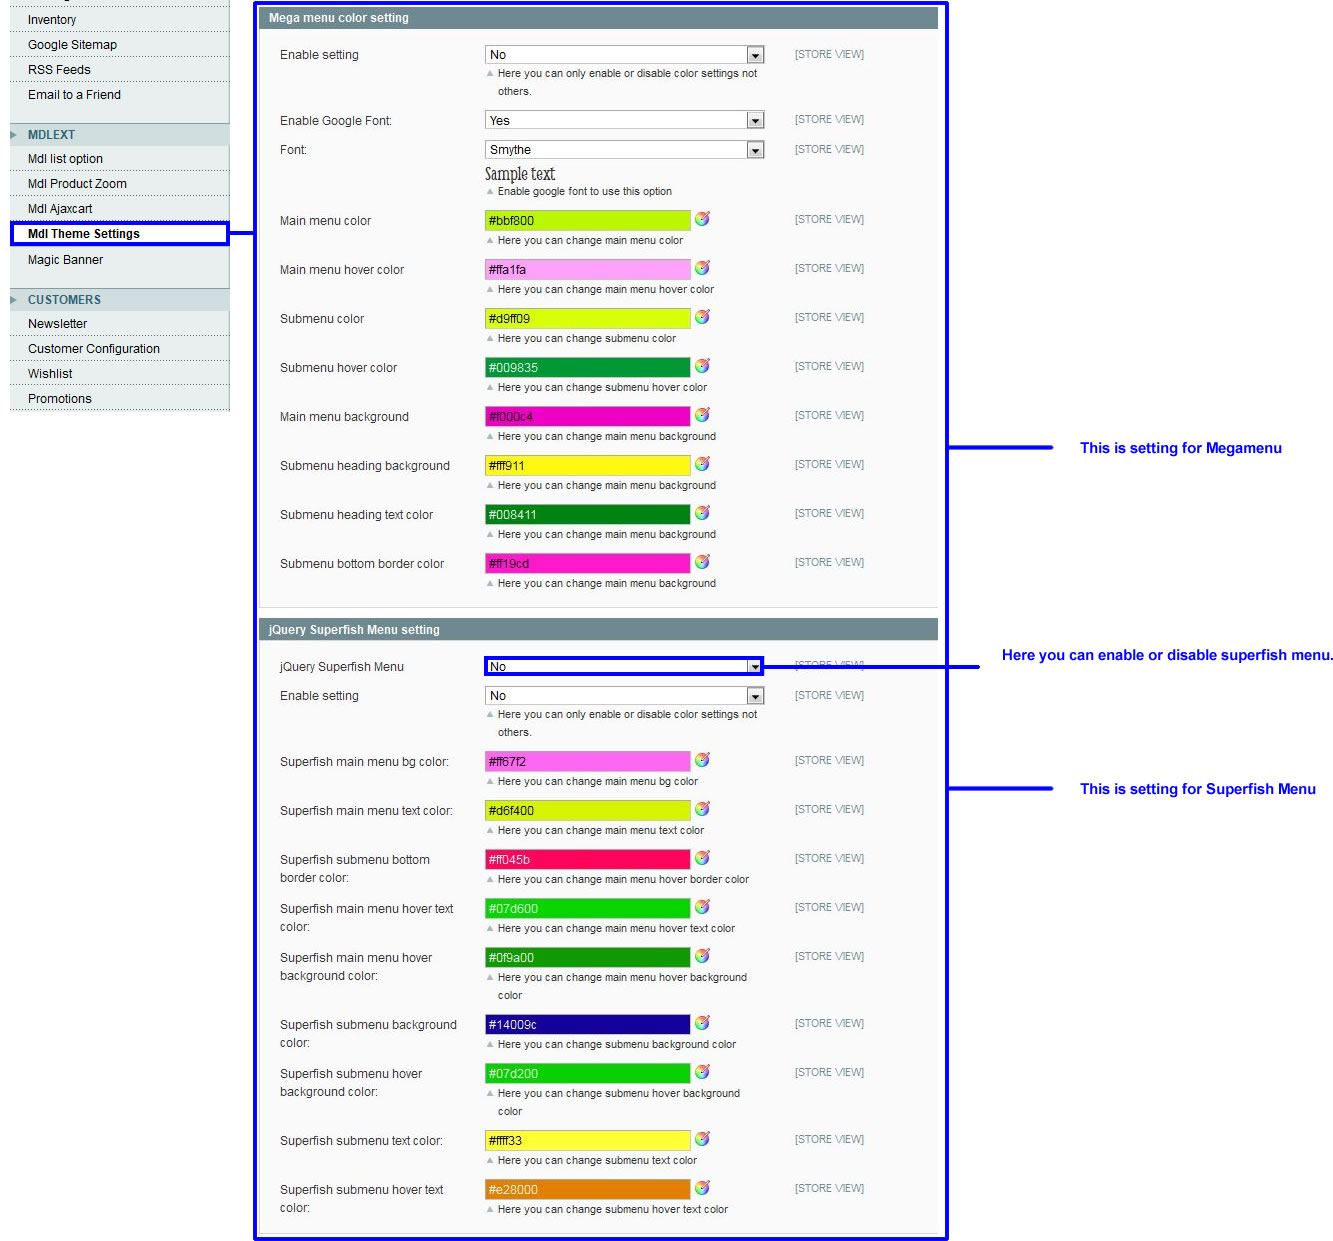 Inventory
Google Sitemap
RSS Feeds
Email to a Friend
MDLEXT
Mdl list option
Mdl Product Zoom
Mdl Ajaxcart
Mdl Theme Settings
Magic Banner
CUSTOMERS
Newsletter
Customer Configuration
Wishlist
Promotions
Mega menu color setting
Enable setting No [STORE VIEW]
Here you can only enable or disable color settings not
others.
Enable Google Font: Yes [STORE VIEW]
Font: Smythe [STORE VIEW]
Sample text
Enable google font to use this option
Main menu color #bbf800 [STORE VIEW]
Here you can change main menu color
Main menu hover color #ffa1fa [STORE VIEW]
Here you can change main menu hover color
Submenu color #d9ff09 [STORE VIEW]
Here you can change submenu color
Submenu hover color #009835 [STORE VIEW]
Here you can change submenu hover color
Main menu background #f000c4 [STORE VIEW]
Here you can change main menu background
Submenu heading background #fff911 [STORE VIEW]
Here you can change main menu background
Submenu heading text color #008411 [STORE VIEW]
Here you can change main menu background
Submenu bottom border color #ff19cd [STORE VIEW]
Here you can change main menu background
This is setting for Megamenu
jQuery Superfish Menu setting
jQuery Superfish Menu No [STORE VIEW]
Here you can enable or disable superfish menu.
Enable setting No [STORE VIEW]
Here you can only enable or disable color settings not
others.
Superfish main menu bg color: #ff67f2 [STORE VIEW]
Here you can change main menu bg color
This is setting for Superfish Menu
Superfish main menu text color: #d6f400 [STORE VIEW]
Here you can change main menu text color
Superfish submenu bottom #ff045b [STORE VIEW]
border color:
Here you can change main menu hover border color
Superfish main menu hover text #07d600 [STORE VIEW]
color:
Here you can change main menu hover text color
Superfish main menu hover #0f9a00 [STORE VIEW]
background color:
Here you can change main menu hover background
color
Superfish submenu background #14009c [STORE VIEW]
color:
Here you can change submenu background color
Superfish submenu hover #07d200 [STORE VIEW]
background color:
Here you can change submenu hover background
color
Superfish submenu text color: #ffff33 [STORE VIEW]
Here you can change submenu text color
Superfish submenu hover text #e28000 [STORE VIEW]
color:
Here you can change submenu hover text color